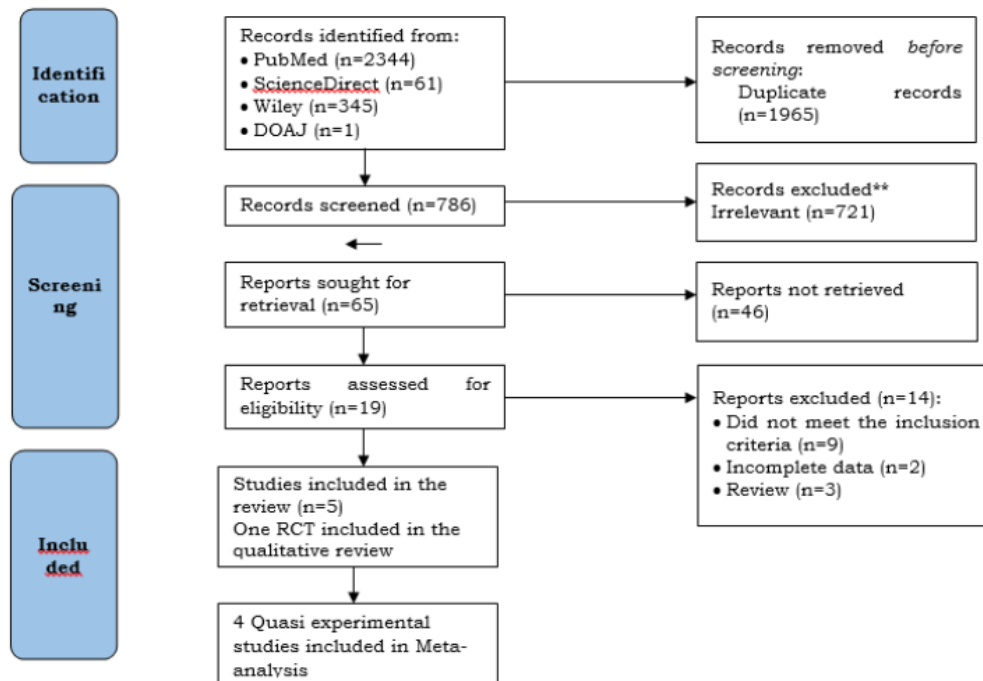 Identifi
cation
Records identified from:
• PubMed (n=2344)
• ScienceDirect (n=61)
• Wiley (n=345)
• DOAJ (n=1)
Records removed before
screening:
Duplicate records
(n=1965)
Screeni
ng
Records screened (n=786)
Records excluded**
Irrelevant (n=721)
Reports sought for
retrieval (n=65)
Reports not retrieved
(n=46)
Reports assessed for
eligibility (n=19)
Reports excluded (n=14):
• Did not meet the inclusion
criteria (n=9)
• Incomplete data (n=2)
• Review (n=3)
Inclu
ded
Studies included in the
review (n=5)
One RCT included in the
qualitative review
4 Quasi experimental
studies included in Meta-
analysis